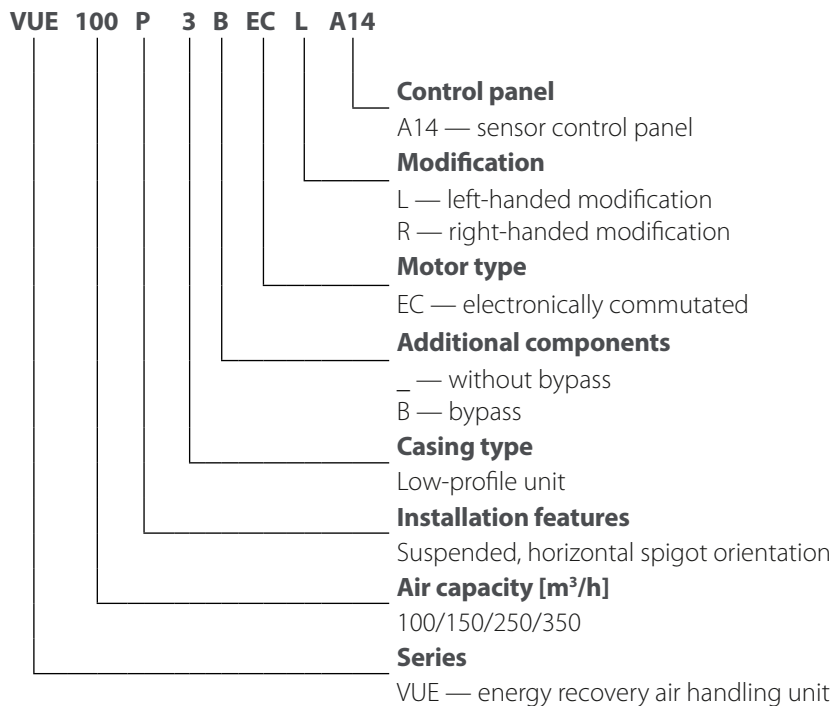 VUE 100 P 3 B EC L A14
Control panel
A14 — sensor control panel
Modification
L — left-handed modification
R — right-handed modification
Motor type
EC — electronically commutated
Additional components
_ — without bypass
B — bypass
Casing type
Low-profile unit
Installation features
Suspended, horizontal spigot orientation
Air capacity [m³/h]
100/150/250/350
Series
VUE — energy recovery air handling unit